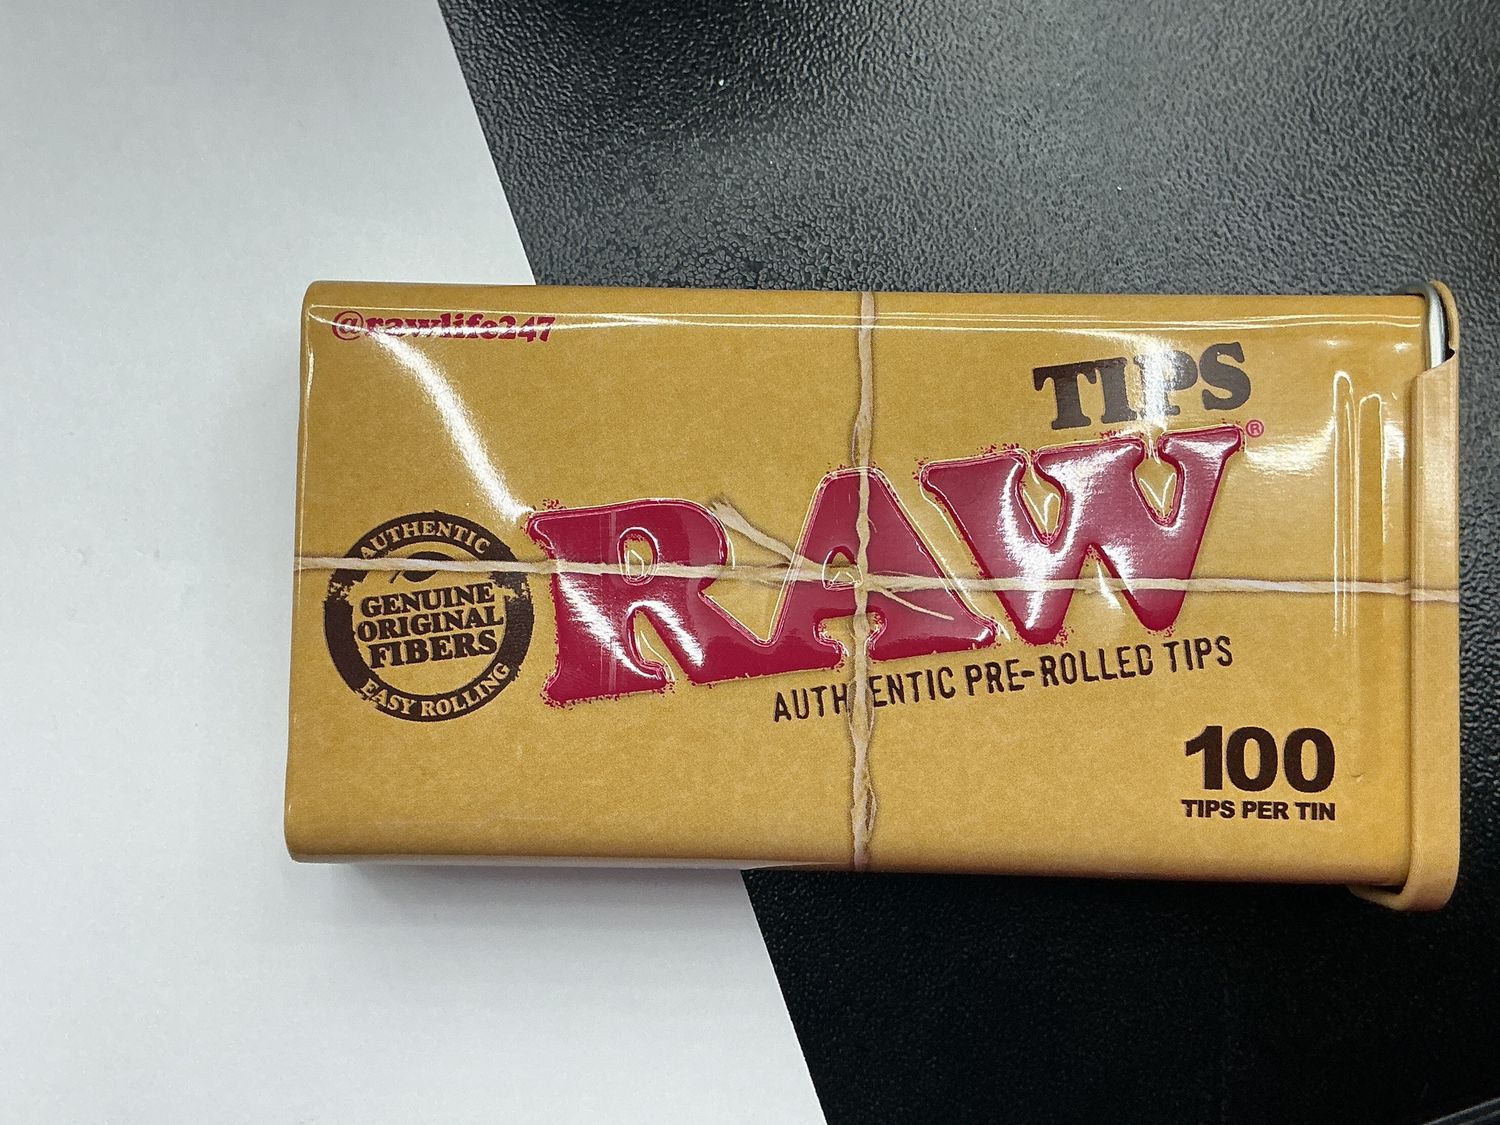 @rawlife247
TIPS
RAW®
AUTHENTIC PRE-ROLLED TIPS
AUTHENTIC
GENUINE
ORIGINAL
FIBERS
EASY ROLLING
100
TIPS PER TIN